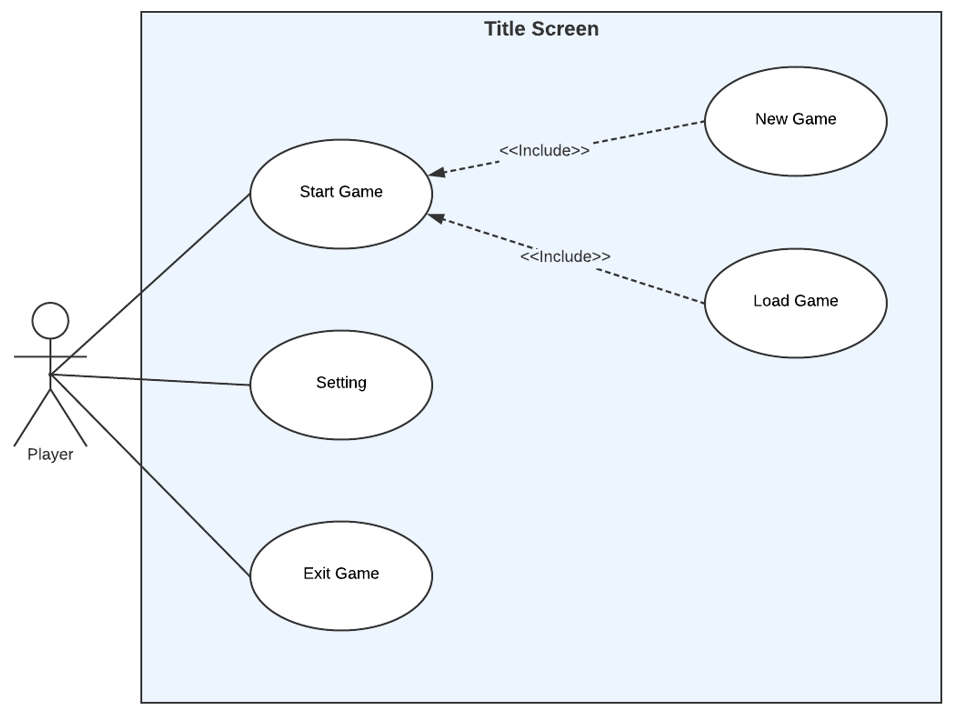 Title Screen
New Game
<<Include>>
Start Game
<<Include>>
Load Game
Setting
Player
Exit Game